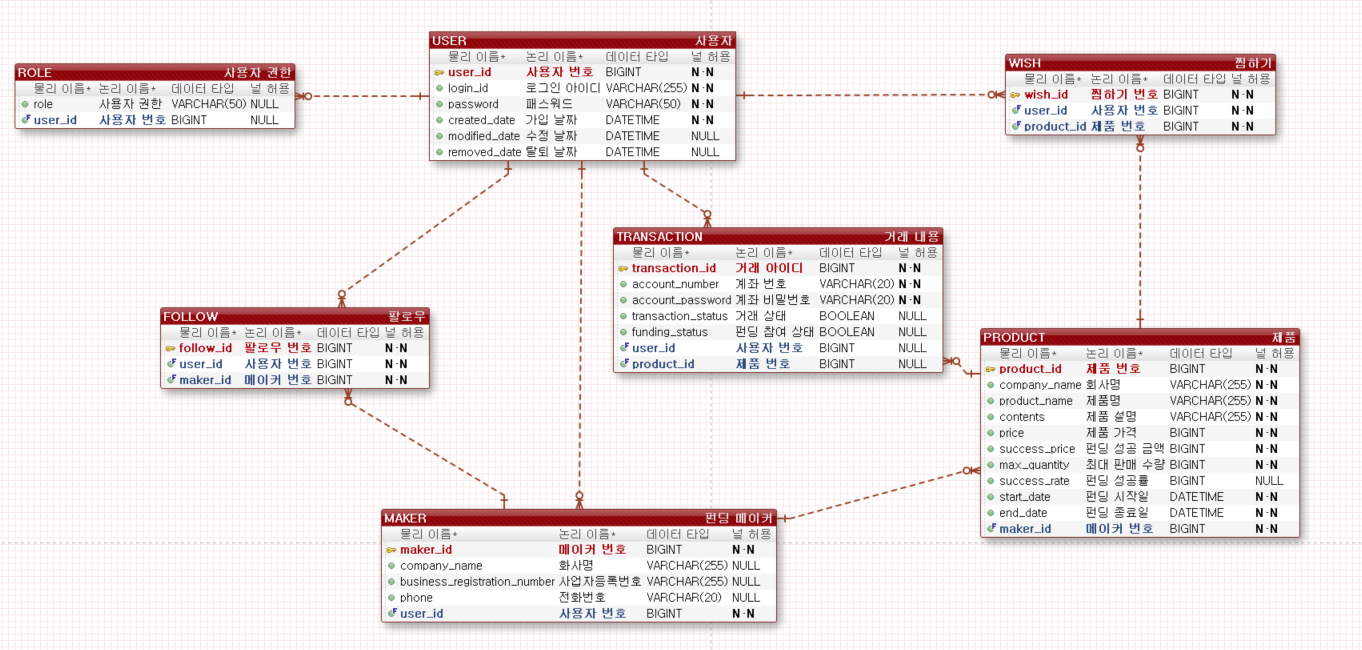 ROLE 사용자 권한
물리 이름* 논리 이름* 데이터 타입 널 허용
role 사용자 권한 VARCHAR(50) NULL
user_id 사용자 번호 BIGINT NULL
USER 사용자
물리 이름* 논리 이름* 데이터 타입 널 허용
user_id 사용자 번호 BIGINT N·N
login_id 로그인 아이디 VARCHAR(255) N·N
password 패스워드 VARCHAR(50) N·N
created_date 가입 날짜 DATETIME N·N
modified_date 수정 날짜 DATETIME NULL
removed_date 탈퇴 날짜 DATETIME NULL
WISH 찜하기
물리 이름* 논리 이름* 데이터 타입 널 허용
wish_id 찜하기 번호 BIGINT N·N
user_id 사용자 번호 BIGINT N·N
product_id 제품 번호 BIGINT N·N
TRANSACTION 거래 내용
물리 이름* 논리 이름* 데이터 타입 널 허용
transaction_id 거래 아이디 BIGINT N·N
account_number 계좌 번호 VARCHAR(20) N·N
account_password 계좌 비밀번호 VARCHAR(20) N·N
transaction_status 거래 상태 BOOLEAN NULL
funding_status 펀딩 참여 상태 BOOLEAN NULL
user_id 사용자 번호 BIGINT NULL
product_id 제품 번호 BIGINT NULL
FOLLOW 팔로우
물리 이름* 논리 이름* 데이터 타입 널 허용
follow_id 팔로우 번호 BIGINT N·N
user_id 사용자 번호 BIGINT N·N
maker_id 메이커 번호 BIGINT N·N
PRODUCT 제품
물리 이름* 논리 이름* 데이터 타입 널 허용
product_id 제품 번호 BIGINT N·N
company_name 회사명 VARCHAR(255) N·N
product_name 제품명 VARCHAR(255) N·N
contents 제품 설명 VARCHAR(255) N·N
price 제품 가격 BIGINT N·N
success_price 펀딩 성공 금액 BIGINT N·N
max_quantity 최대 판매 수량 BIGINT N·N
success_rate 펀딩 성공률 BIGINT NULL
start_date 펀딩 시작일 DATETIME N·N
end_date 펀딩 종료일 DATETIME N·N
maker_id 메이커 번호 BIGINT N·N
MAKER 펀딩 메이커
물리 이름* 논리 이름* 데이터 타입 널 허용
maker_id 메이커 번호 BIGINT N·N
company_name 화사명 VARCHAR(255) NULL
business_registration_number 사업자등록번호 VARCHAR(255) NULL
phone 전화번호 VARCHAR(20) NULL
user_id 사용자 번호 BIGINT N·N